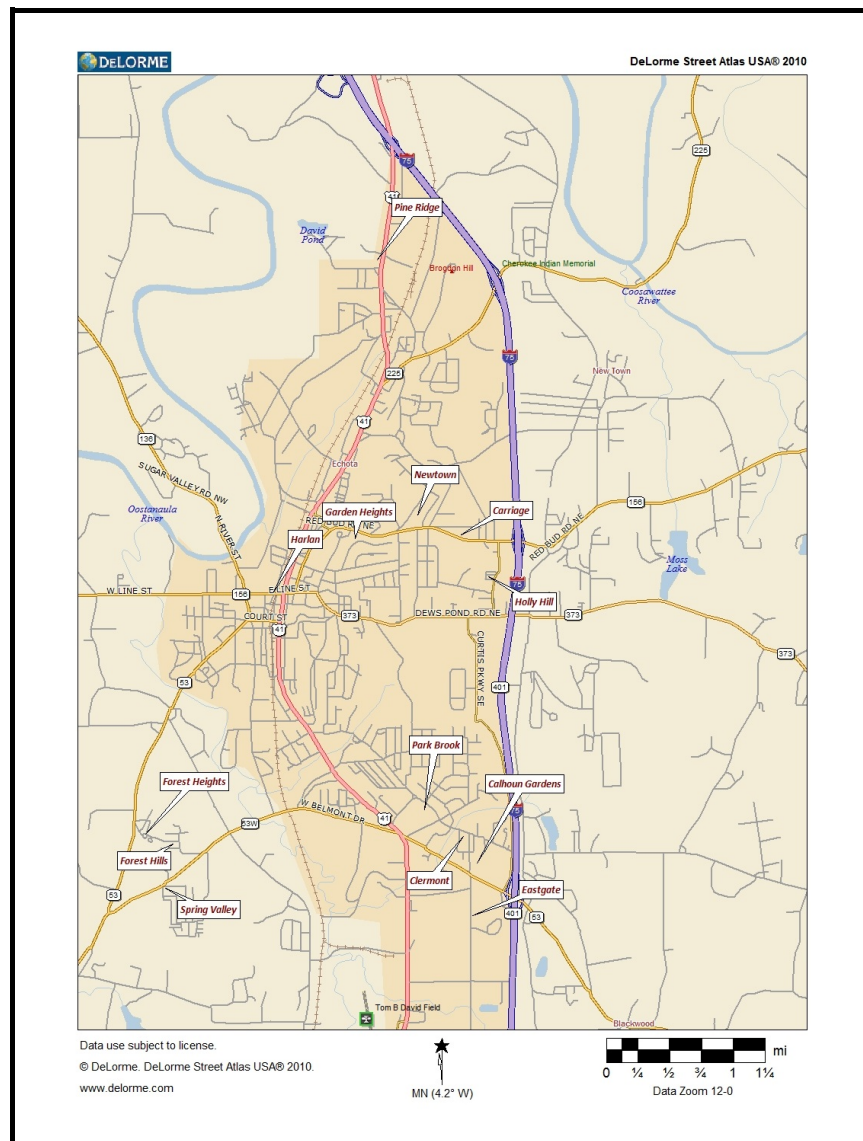 DELORME
DeLorme Street Atlas USA® 2010
75
225
41
Pine Ridge
David
Pond
Brogdon Hill
Cherokee Indian Memorial
Coosawattee
River
75
New Town
225
41
136
Echota
SUGAR VALLEY RD NW
Newtown
156
Oostanaula
River
N RIVER ST
Garden Heights
Carriage
RED BUD RD NE
RED BUD RD NE
Harlan
Moss
Lake
75
W LINE ST
156
E LINE ST
Holly Hill
COURT ST
373
DEWS POND RD NE
373
41
CURTIS PKWY SE
373
53
401
Park Brook
Forest Heights
Calhoun Gardens
W BELMONT DR
75
53W
41
Forest Hills
Clermont
Eastgate
53
Spring Valley
401
53
Tom B David Field
Blackwood
Data use subject to license.
© DeLorme. DeLorme Street Atlas USA® 2010.
www.delorme.com
MN (4.2° W)
mi
0 ¼ ½ ¾ 1 1¼
Data Zoom 12-0